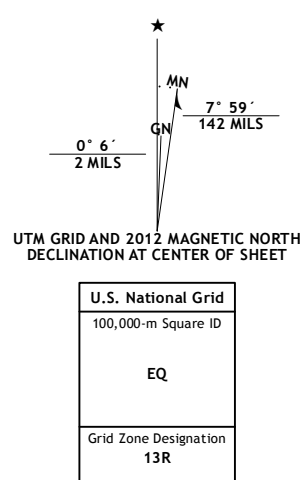 ★
MN
GN
7° 59´
142 MILS
0° 6´
2 MILS
UTM GRID AND 2012 MAGNETIC NORTH
DECLINATION AT CENTER OF SHEET
U.S. National Grid
100,000-m Square ID
EQ
Grid Zone Designation
13R